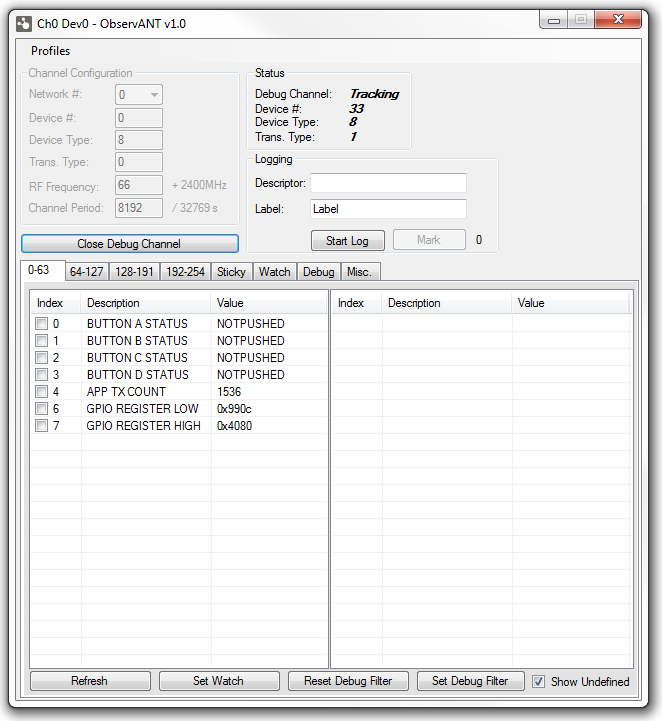 Ch0 Dev0 - ObservANT v1.0
Profiles
Channel Configuration
Network #: 0
Device #: 0
Device Type: 8
Trans. Type: 0
RF Frequency: 66 + 2400MHz
Channel Period: 8192 / 32769 s
Close Debug Channel
Status
Debug Channel: Tracking
Device #: 33
Device Type: 8
Trans. Type: 1
Logging
Descriptor:
Label: Label
Start Log Mark 0
0-63 64-127 128-191 192-254 Sticky Watch Debug Misc.
Index Description Value Index Description Value
0 BUTTON A STATUS NOTPUSHED
1 BUTTON B STATUS NOTPUSHED
2 BUTTON C STATUS NOTPUSHED
3 BUTTON D STATUS NOTPUSHED
4 APP TX COUNT 1536
6 GPIO REGISTER LOW 0x990c
7 GPIO REGISTER HIGH 0x4080
Refresh Set Watch Reset Debug Filter Set Debug Filter Show Undefined